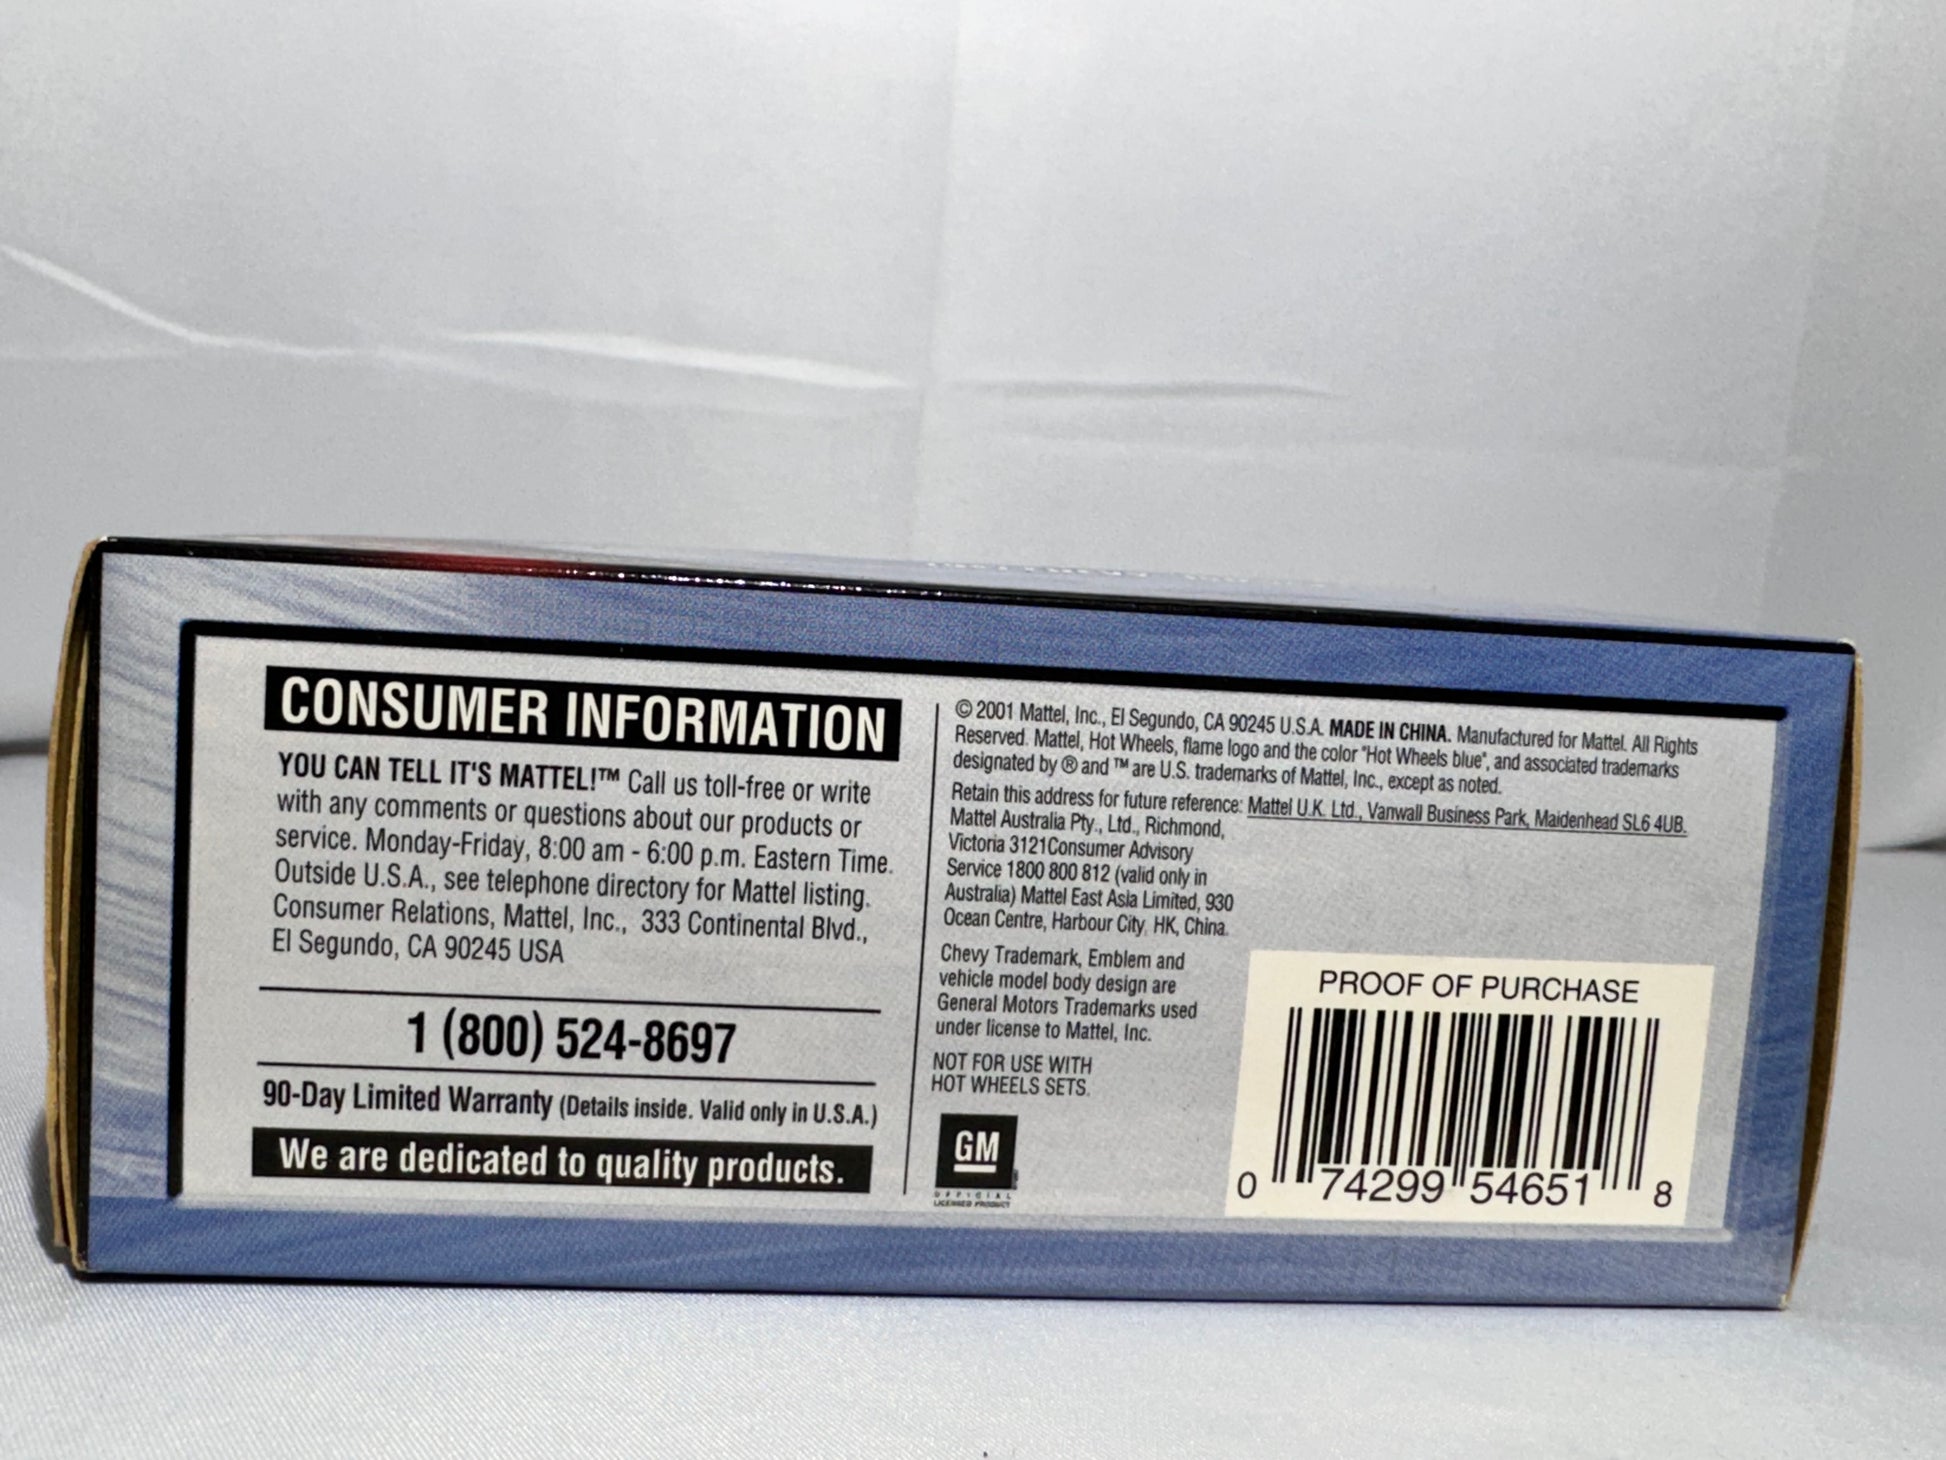 CONSUMER INFORMATION
YOU CAN TELL IT'S MATTEL!™ Call us toll-free or write
with any comments or questions about our products or
service. Monday-Friday, 8:00 am - 6:00 p.m. Eastern Time.
Outside U.S.A., see telephone directory for Mattel listing.
Consumer Relations, Mattel, Inc., 333 Continental Blvd.,
El Segundo, CA 90245 USA
1 (800) 524-8697
90-Day Limited Warranty (Details inside. Valid only in U.S.A.)
We are dedicated to quality products.
© 2001 Mattel, Inc., El Segundo, CA 90245 U.S.A. MADE IN CHINA. Manufactured for Mattel. All Rights
Reserved. Mattel, Hot Wheels, flame logo and the color "Hot Wheels blue", and associated trademarks
designated by ® and ™ are U.S. trademarks of Mattel, Inc., except as noted.
Retain this address for future reference: Mattel U.K. Ltd., Vanwall Business Park, Maidenhead SL6 4UB.
Mattel Australia Pty., Ltd., Richmond,
Victoria 3121Consumer Advisory
Service 1800 800 812 (valid only in
Australia) Mattel East Asia Limited, 930
Ocean Centre, Harbour City, HK, China.
Chevy Trademark, Emblem and
vehicle model body design are
General Motors Trademarks used
under license to Mattel, Inc.
NOT FOR USE WITH
HOT WHEELS SETS.
GM
OFFICIAL
LICENSED PRODUCT
PROOF OF PURCHASE
0 74299 54651 8